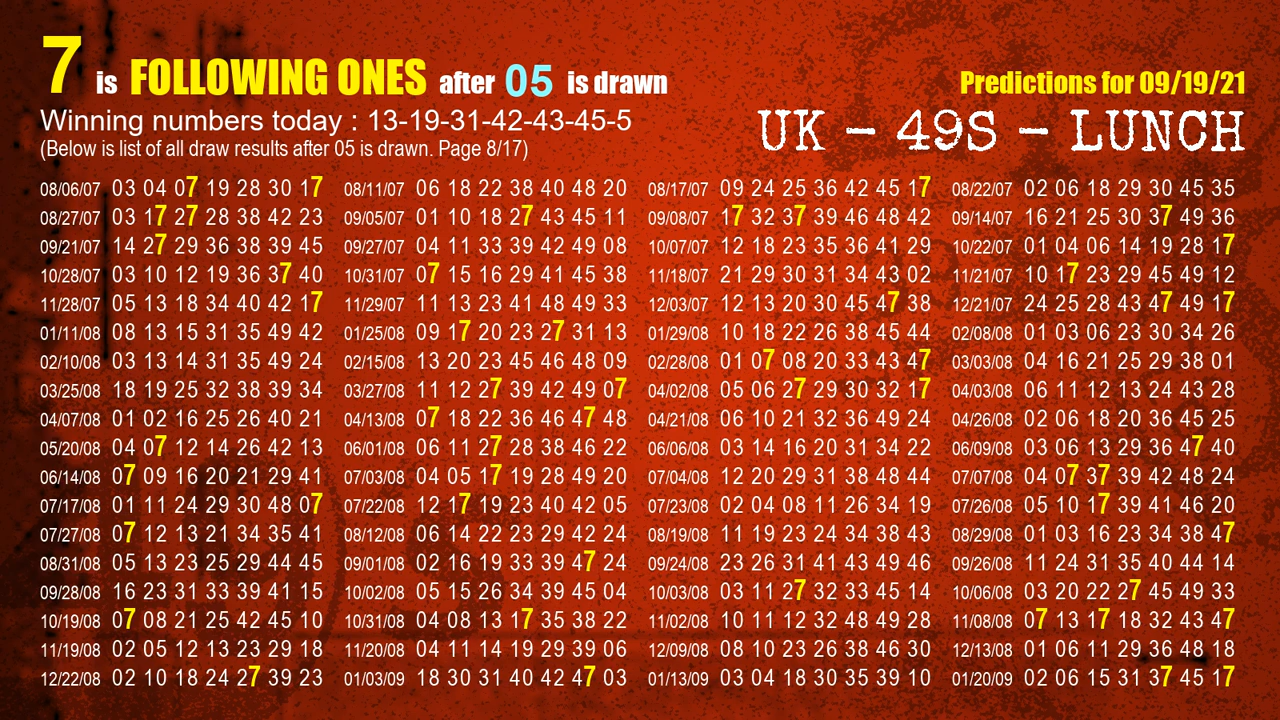 7 is FOLLOWING ONES after 05 is drawn
Predictions for 09/19/21
Winning numbers today : 13-19-31-42-43-45-5
UK - 49S - LUNCH
(Below is list of all draw results after 05 is drawn. Page 8/17)
08/06/07 03 04 07 19 28 30 17 08/11/07 06 18 22 38 40 48 20 08/17/07 09 24 25 36 42 45 17 08/22/07 02 06 18 29 30 45 35
08/27/07 03 17 27 28 38 42 23 09/05/07 01 10 18 27 43 45 11 09/08/07 17 32 37 39 46 48 42 09/14/07 16 21 25 30 37 49 36
09/21/07 14 27 29 36 38 39 45 09/27/07 04 11 33 39 42 49 08 10/07/07 12 18 23 35 36 41 29 10/22/07 01 04 06 14 19 28 17
10/28/07 03 10 12 19 36 37 40 10/31/07 07 15 16 29 41 45 38 11/18/07 21 29 30 31 34 43 02 11/21/07 10 17 23 29 45 49 12
11/28/07 05 13 18 34 40 42 17 11/29/07 11 13 23 41 48 49 33 12/03/07 12 13 20 30 45 47 38 12/21/07 24 25 28 43 47 49 17
01/11/08 08 13 15 31 35 49 42 01/25/08 09 17 20 23 27 31 13 01/29/08 10 18 22 26 38 45 44 02/08/08 01 03 06 23 30 34 26
02/10/08 03 13 14 31 35 49 24 02/15/08 13 20 23 45 46 48 09 02/28/08 01 07 08 20 33 43 47 03/03/08 04 16 21 25 29 38 01
03/25/08 18 19 25 32 38 39 34 03/27/08 11 12 27 39 42 49 07 04/02/08 05 06 27 29 30 32 17 04/03/08 06 11 12 13 24 43 28
04/07/08 01 02 16 25 26 40 21 04/13/08 07 18 22 36 46 47 48 04/21/08 06 10 21 32 36 49 24 04/26/08 02 06 18 20 36 45 25
05/20/08 04 07 12 14 26 42 13 06/01/08 06 11 27 28 38 46 22 06/06/08 03 14 16 20 31 34 22 06/09/08 03 06 13 29 36 47 40
06/14/08 07 09 16 20 21 29 41 07/03/08 04 05 17 19 28 49 20 07/04/08 12 20 29 31 38 48 44 07/07/08 04 07 37 39 42 48 24
07/17/08 01 11 24 29 30 48 07 07/22/08 12 17 19 23 40 42 05 07/23/08 02 04 08 11 26 34 19 07/26/08 05 10 17 39 41 46 20
07/27/08 07 12 13 21 34 35 41 08/12/08 06 14 22 23 29 42 24 08/19/08 11 19 23 24 34 38 43 08/29/08 01 03 16 23 34 38 47
08/31/08 05 13 23 25 29 44 45 09/01/08 02 16 19 33 39 47 24 09/24/08 23 26 31 41 43 49 46 09/26/08 11 24 31 35 40 44 14
09/28/08 16 23 31 33 39 41 15 10/02/08 05 15 26 34 39 45 04 10/03/08 03 11 27 32 33 45 14 10/06/08 03 20 22 27 45 49 33
10/19/08 07 08 21 25 42 45 10 10/31/08 04 08 13 17 35 38 22 11/02/08 10 11 12 32 48 49 28 11/08/08 07 13 17 18 32 43 47
11/19/08 02 05 12 13 23 29 18 11/20/08 04 11 14 19 29 39 06 12/09/08 08 10 23 26 38 46 30 12/13/08 01 06 11 29 36 48 18
12/22/08 02 10 18 24 27 39 23 01/03/09 18 30 31 40 42 47 03 01/13/09 03 04 18 30 35 39 10 01/20/09 02 06 15 31 37 45 17